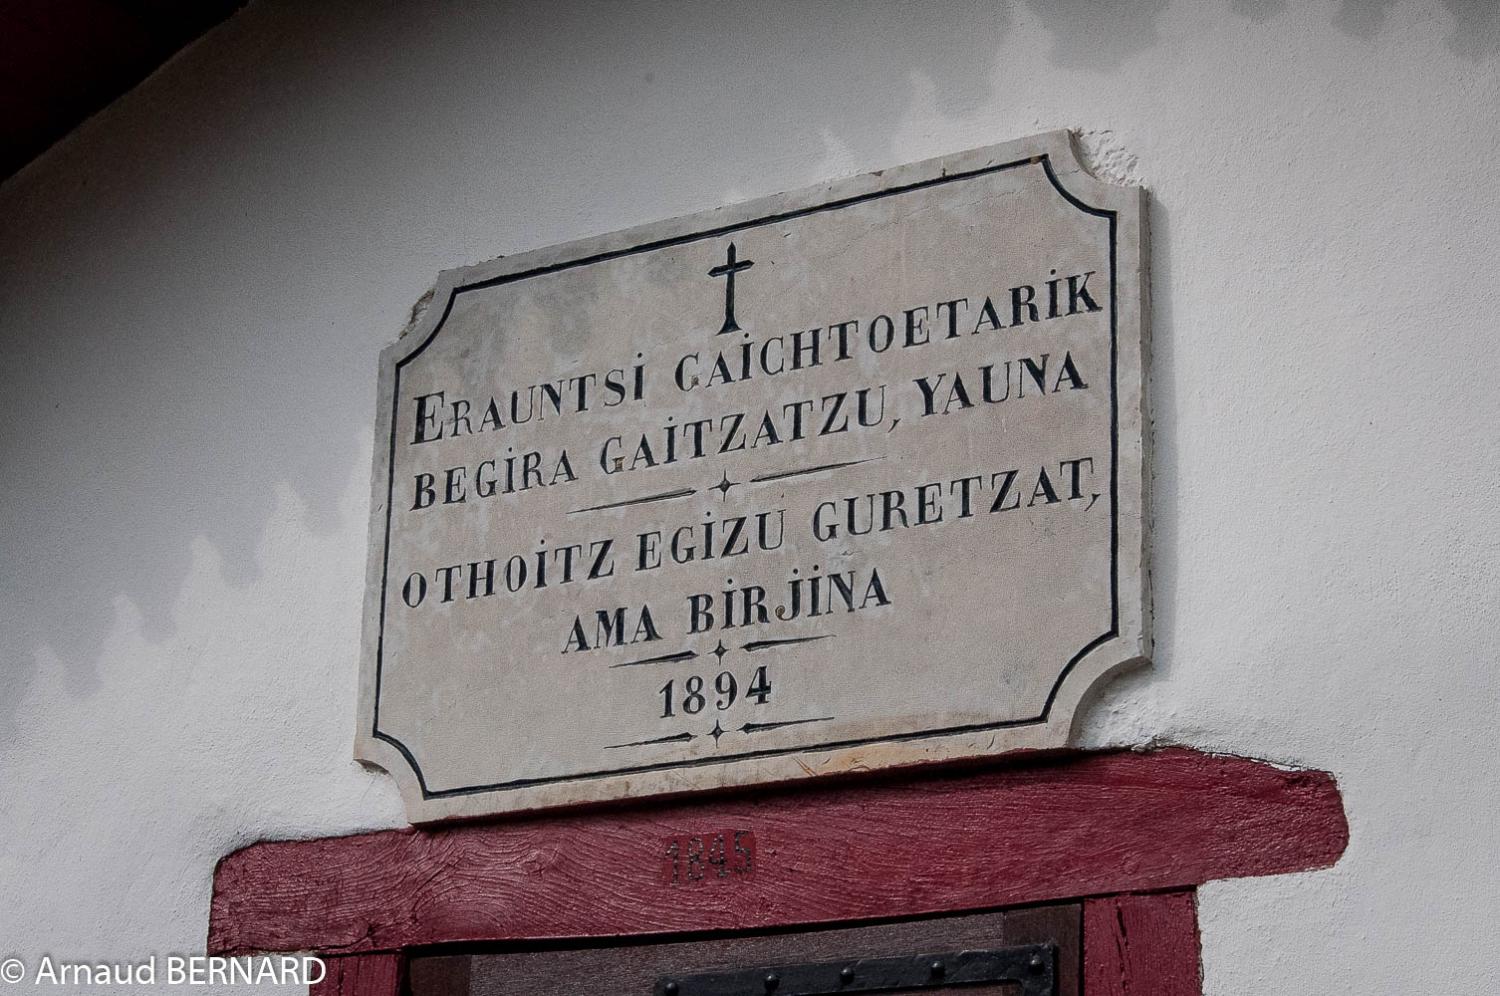 ERAUNTSI GAICHTOETARIK
BEGIRA GAITZATZU, YAUNA
OTHOITZ EGIZU GURETZAT,
AMA BIRJINA
1894
1845
© Arnaud BERNARD